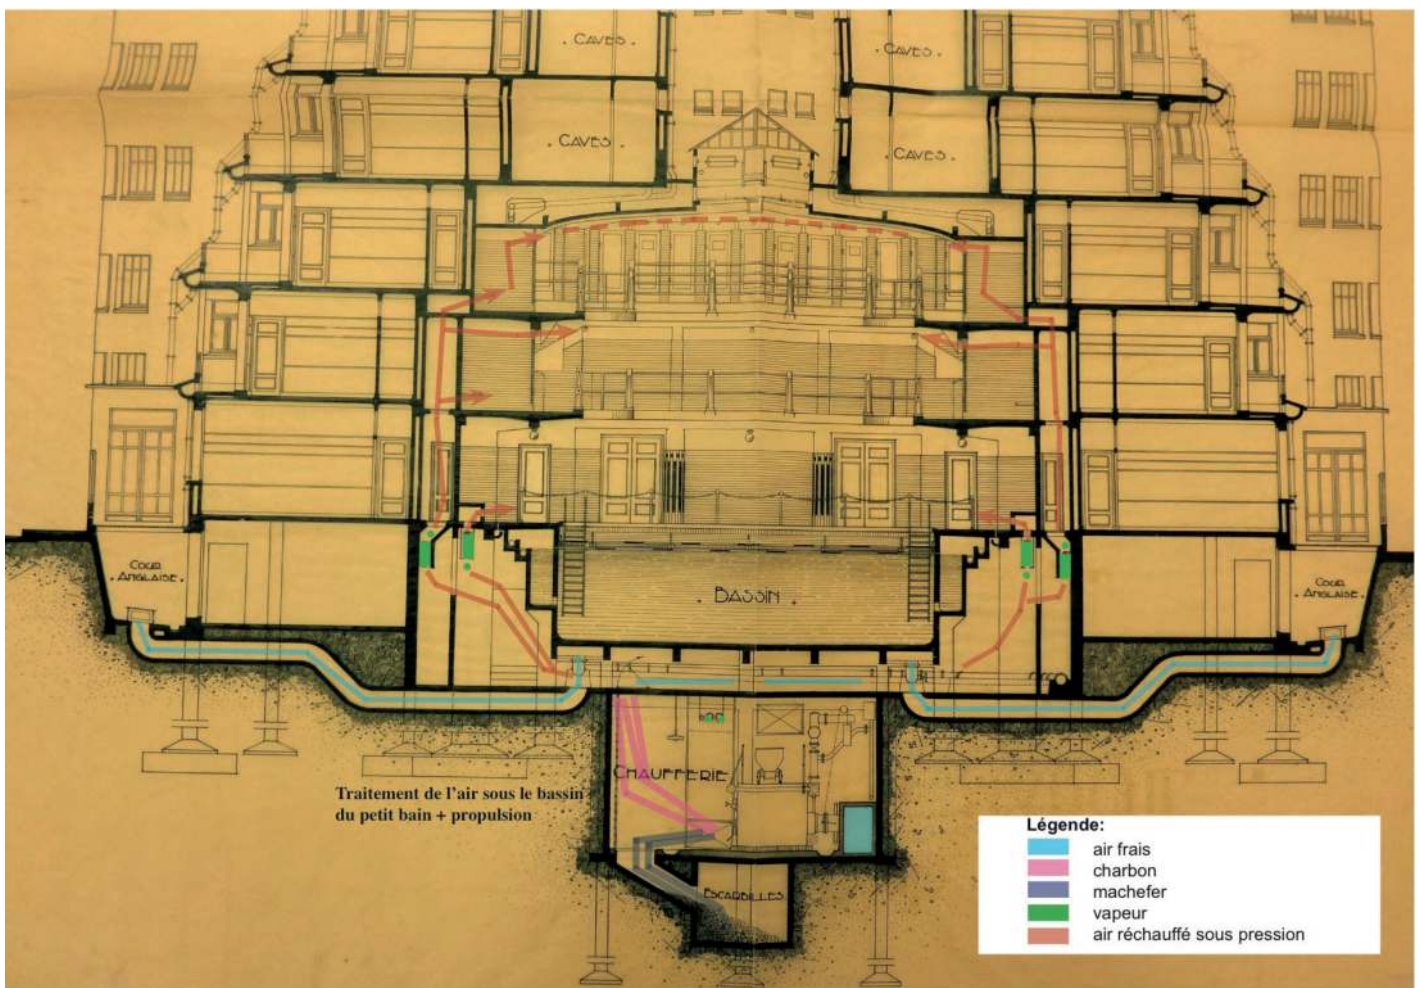 . CAVES .
. CAVES .
. CAVES .
. CAVES .
. BASSIN .
COUR
. ANGLAISE .
COUR
. ANGLAISE .
CHAUFFERIE
Traitement de l'air sous le bassin
du petit bain + propulsion
ESCARBILLES
Légende:
air frais
charbon
machefer
vapeur
air réchauffé sous pression